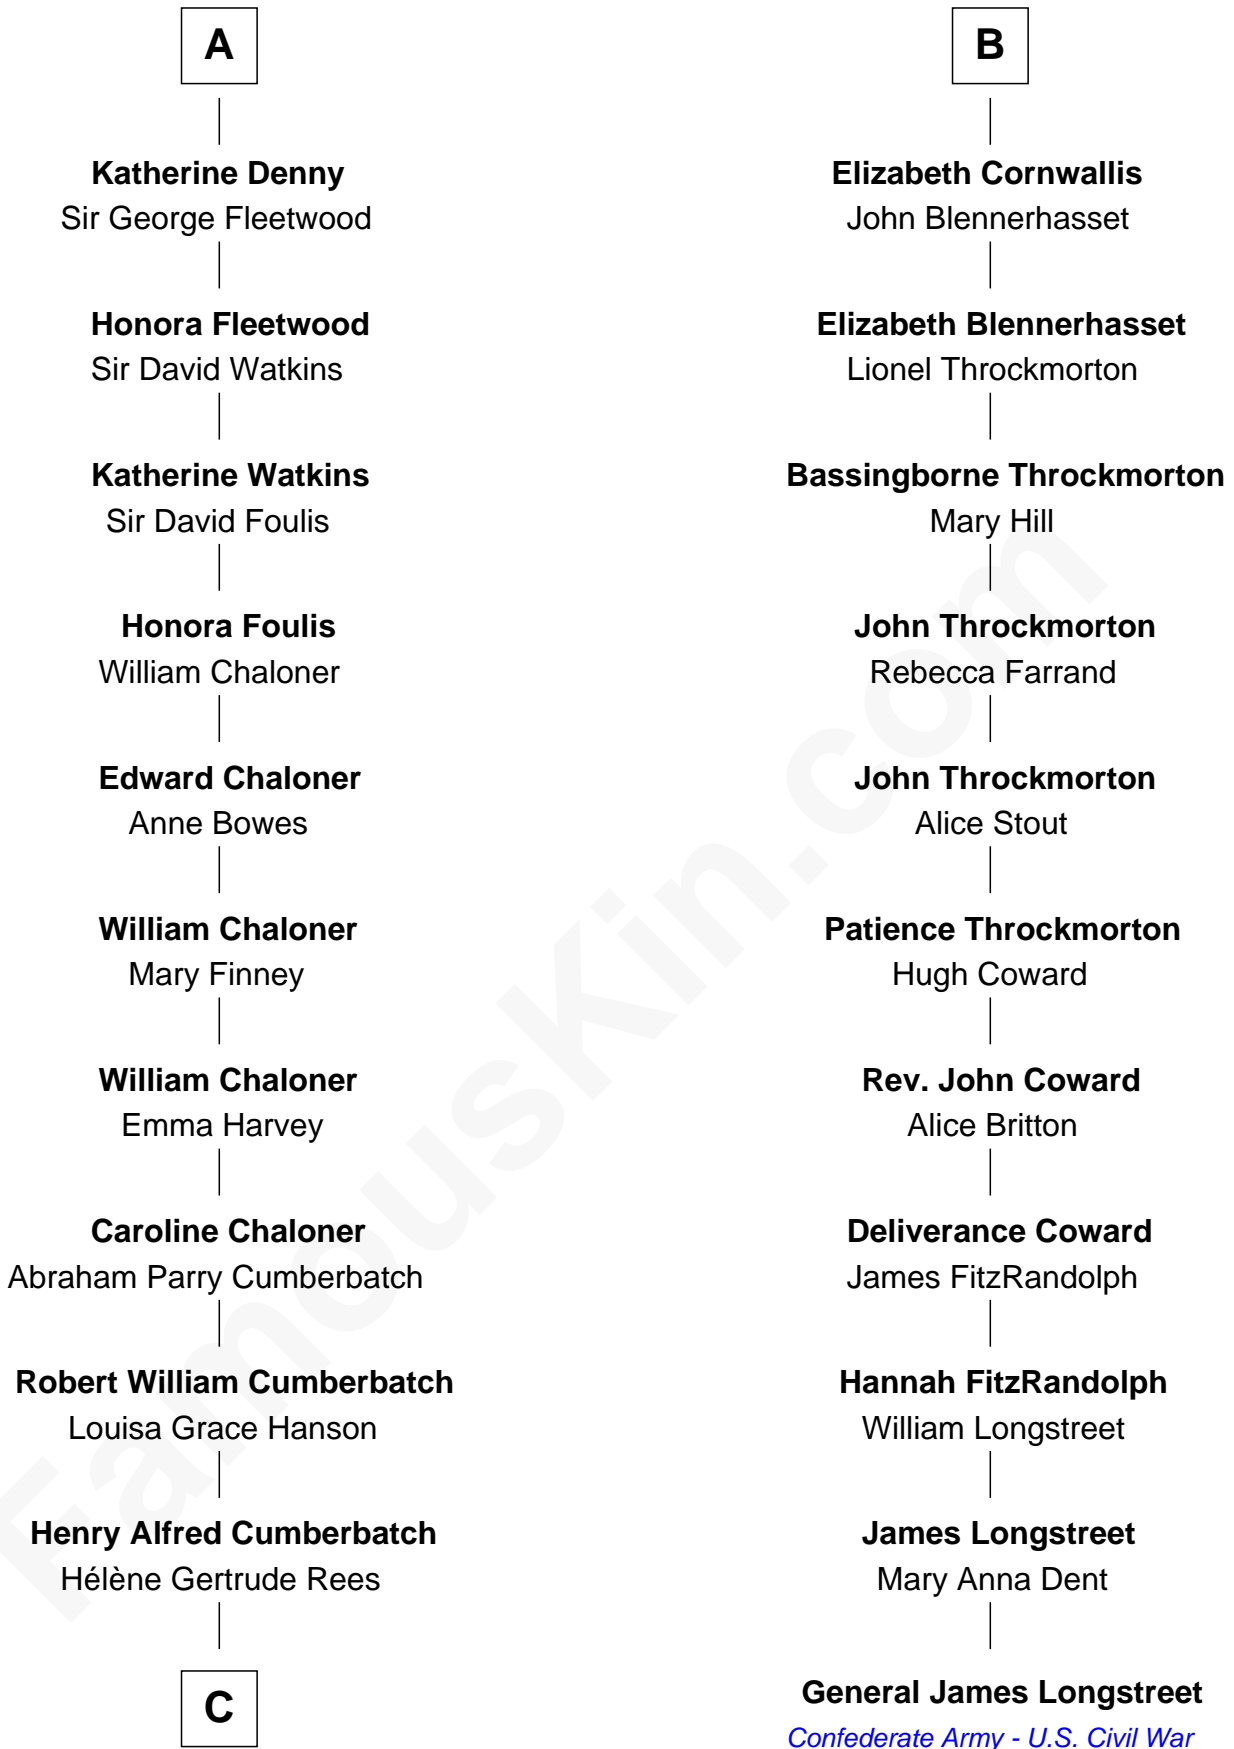 A
Katherine Denny
Sir George Fleetwood
Honora Fleetwood
Sir David Watkins
Katherine Watkins
Sir David Foulis
Honora Foulis
William Chaloner
Edward Chaloner
Anne Bowes
William Chaloner
Mary Finney
William Chaloner
Emma Harvey
Caroline Chaloner
Abraham Parry Cumberbatch
Robert William Cumberbatch
Louisa Grace Hanson
Henry Alfred Cumberbatch
Hélène Gertrude Rees
C
B
Elizabeth Cornwallis
John Blennerhasset
Elizabeth Blennerhasset
Lionel Throckmorton
Bassingborne Throckmorton
Mary Hill
John Throckmorton
Rebecca Farrand
John Throckmorton
Alice Stout
Patience Throckmorton
Hugh Coward
Rev. John Coward
Alice Britton
Deliverance Coward
James FitzRandolph
Hannah FitzRandolph
William Longstreet
James Longstreet
Mary Anna Dent
General James Longstreet
Confederate Army - U.S. Civil War
FamousKin.com